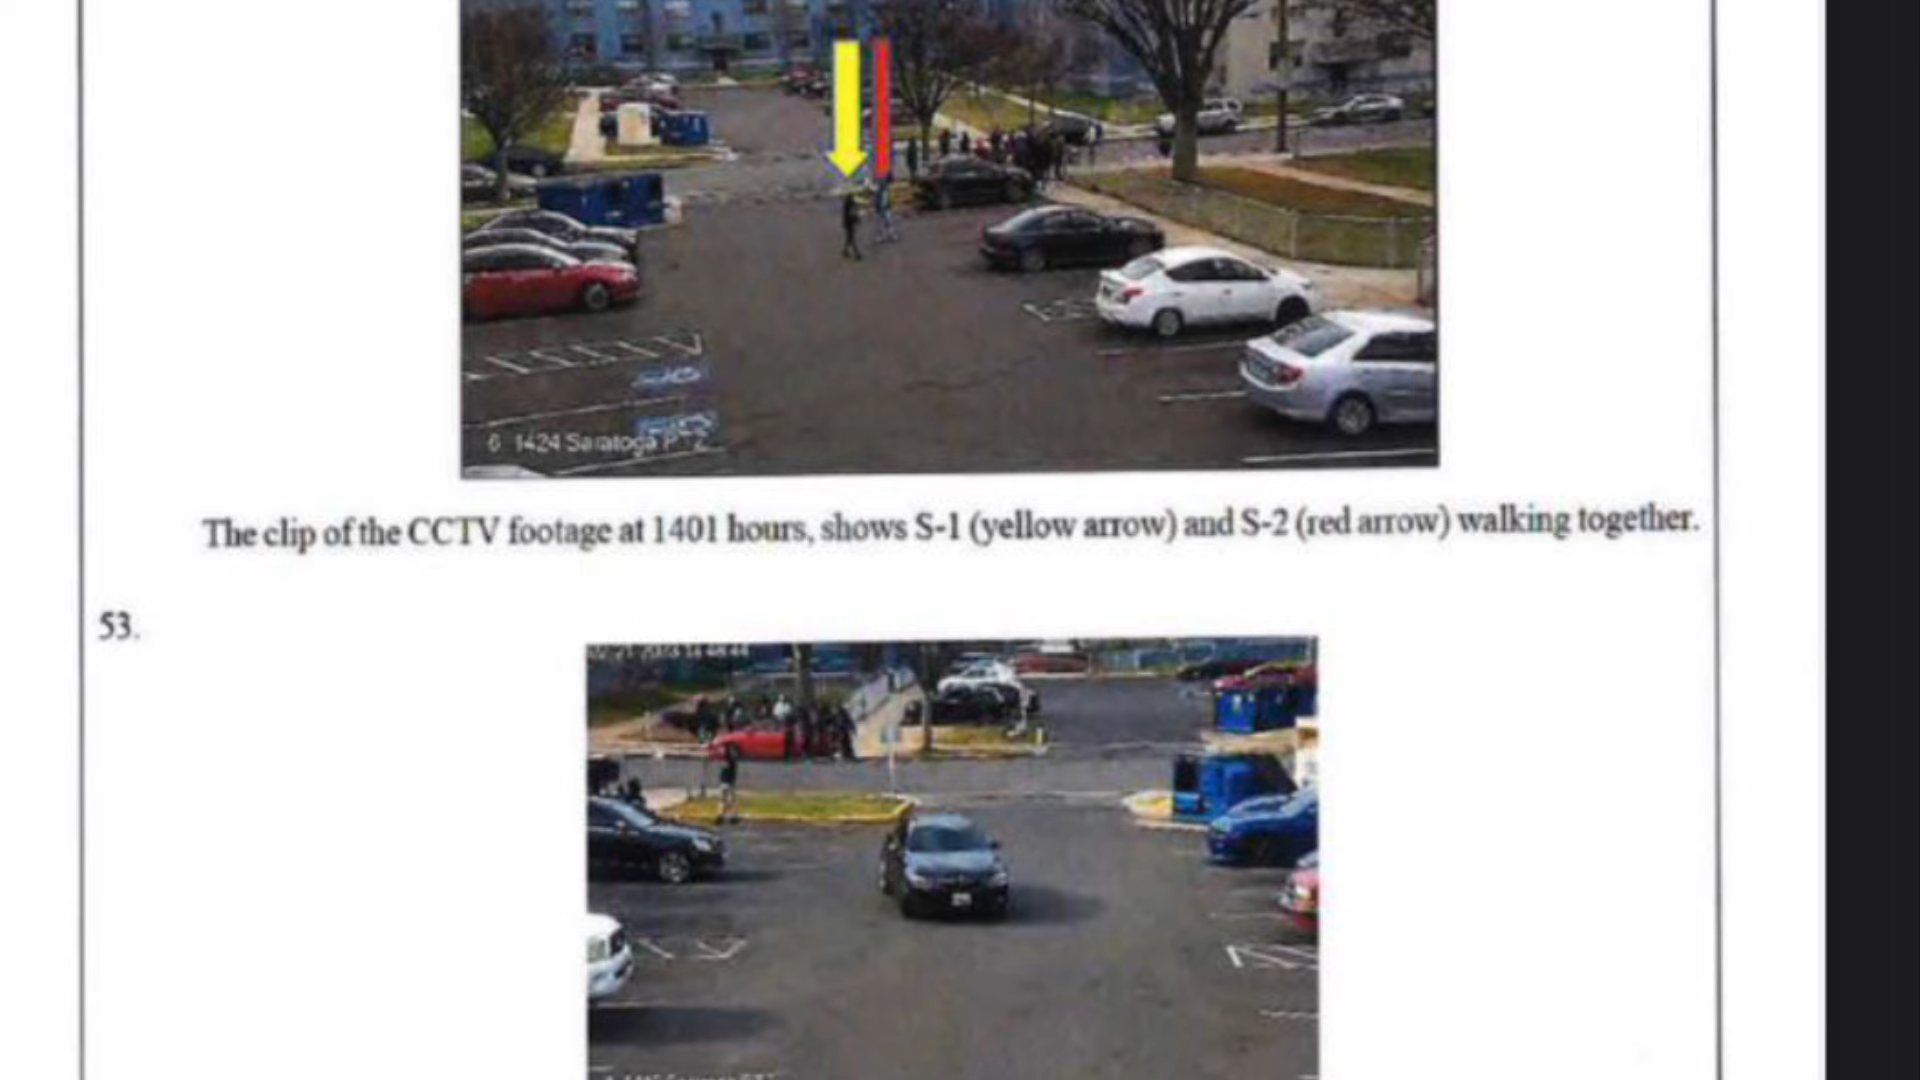 6 1424 Saratoga PTZ
The clip of the CCTV footage at 1401 hours, shows S-1 (yellow arrow) and S-2 (red arrow) walking together.
53.